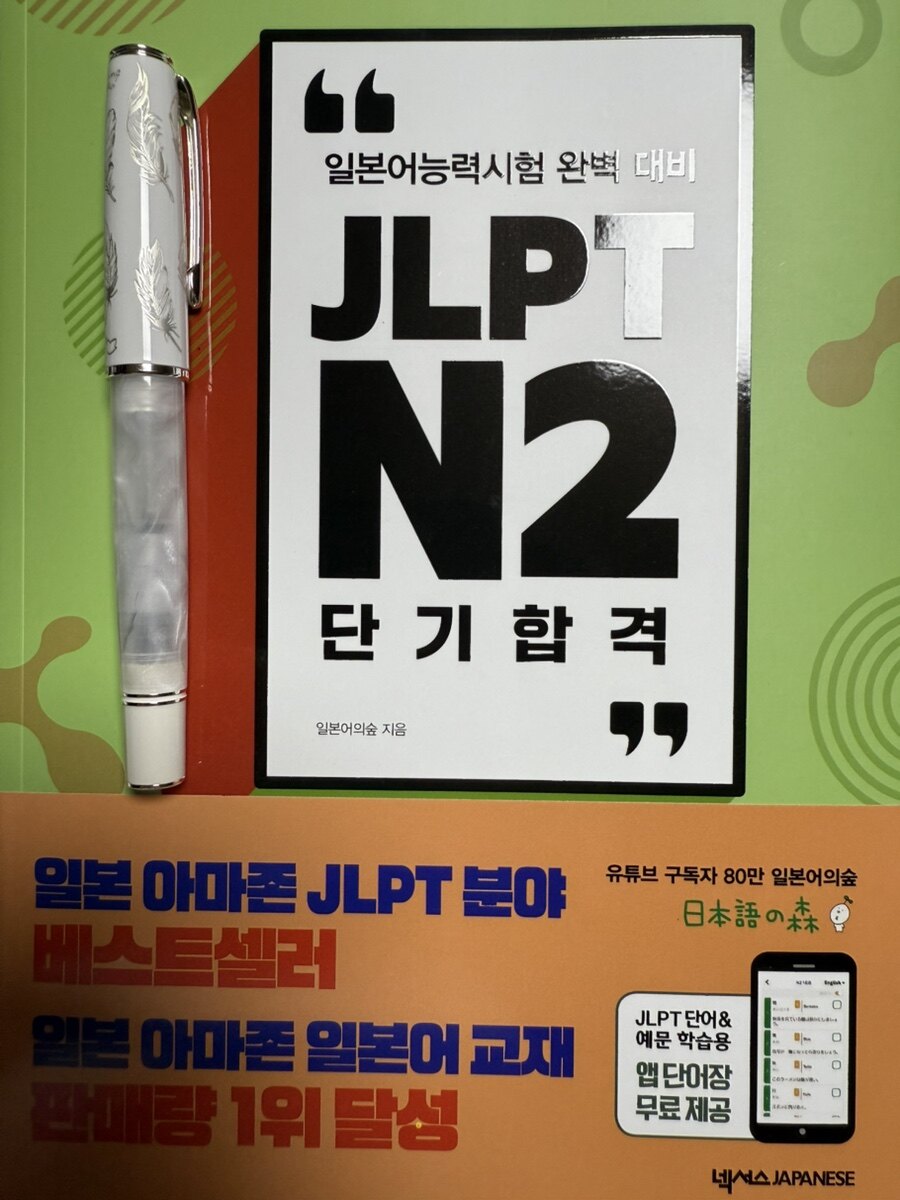 일본어능력시험 완벽 대비
JLPT
N2
단기합격
일본어의숲 지음
일본 아마존 JLPT 분야
베스트셀러
일본 아마존 일본어 교재
판매량 1위 달성
유튜브 구독자 80만 일본어의숲
日本語の森
JLPT 단어&
예문 학습용
앱 단어장
무료 제공
English
넥서스 JAPANESE